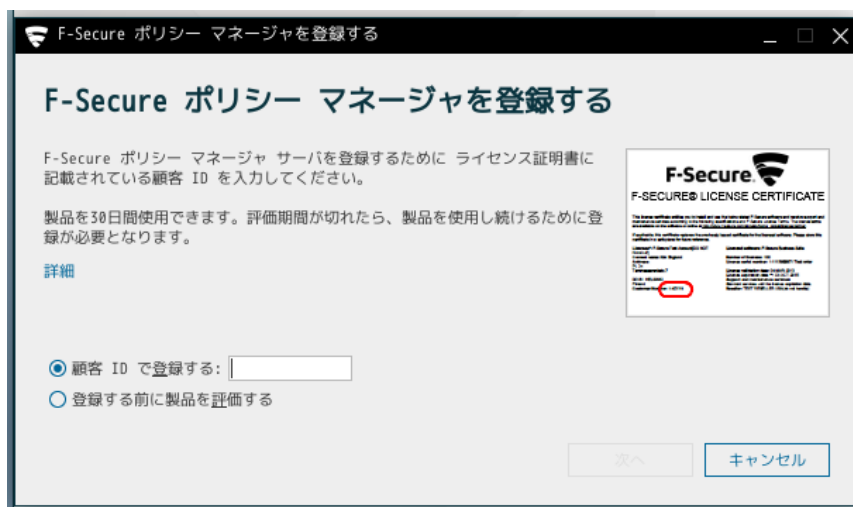 F-Secure ポリシー マネージャを登録する
F-Secure ポリシー マネージャを登録する
F-Secure ポリシー マネージャ サーバを登録するために ライセンス証明書に
記載されている顧客 ID を入力してください。
製品を30日間使用できます。評価期間が切れたら、製品を使用し続けるために登
録が必要となります。
詳細
F-Secure.
F-SECURE® LICENSE CERTIFICATE
顧客 ID で登録する:
登録する前に製品を評価する
次へ
キャンセル